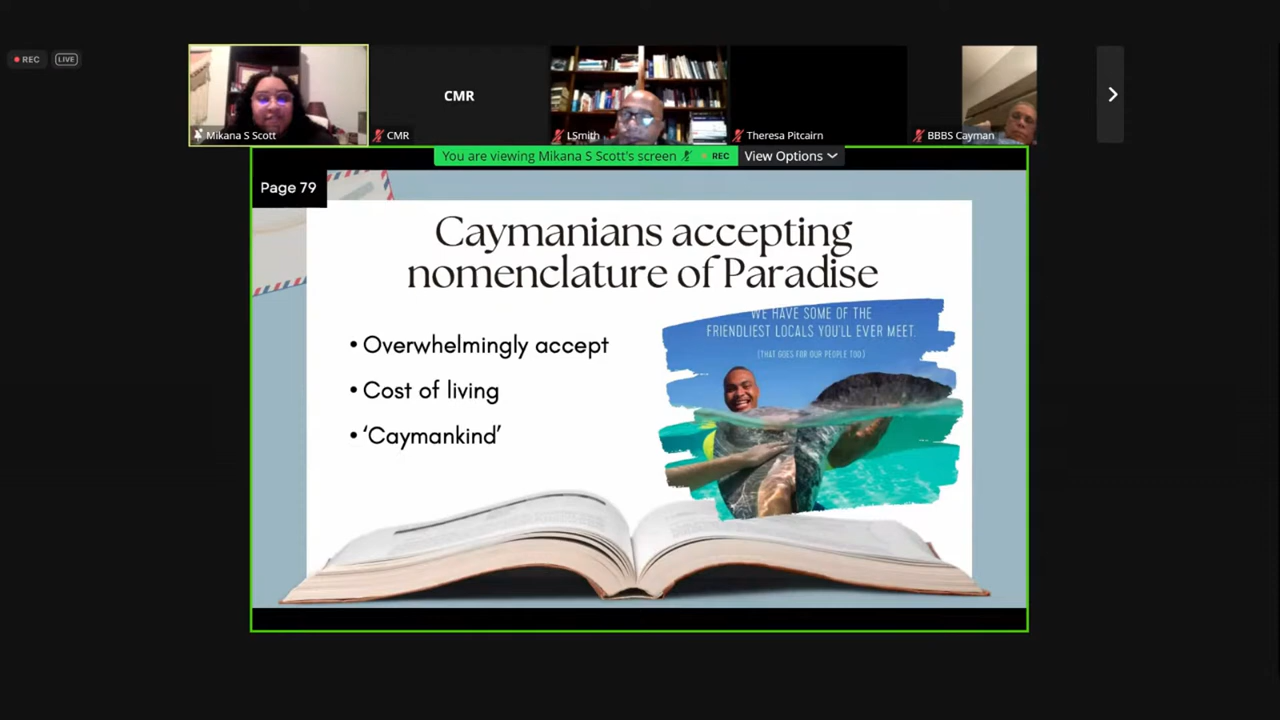 REC
LIVE
CMR
Mikana S Scott
CMR
LSmith
Theresa Pitcairn
BBBS Cayman
You are viewing Mikana S Scott's screen
REC
View Options
Page 79
Caymanians accepting
nomenclature of Paradise
• Overwhelmingly accept
• Cost of living
• ‘Caymankind’
WE HAVE SOME OF THE
FRIENDLIEST LOCALS YOU'LL EVER MEET.
(THAT GOES FOR OUR PEOPLE TOO)